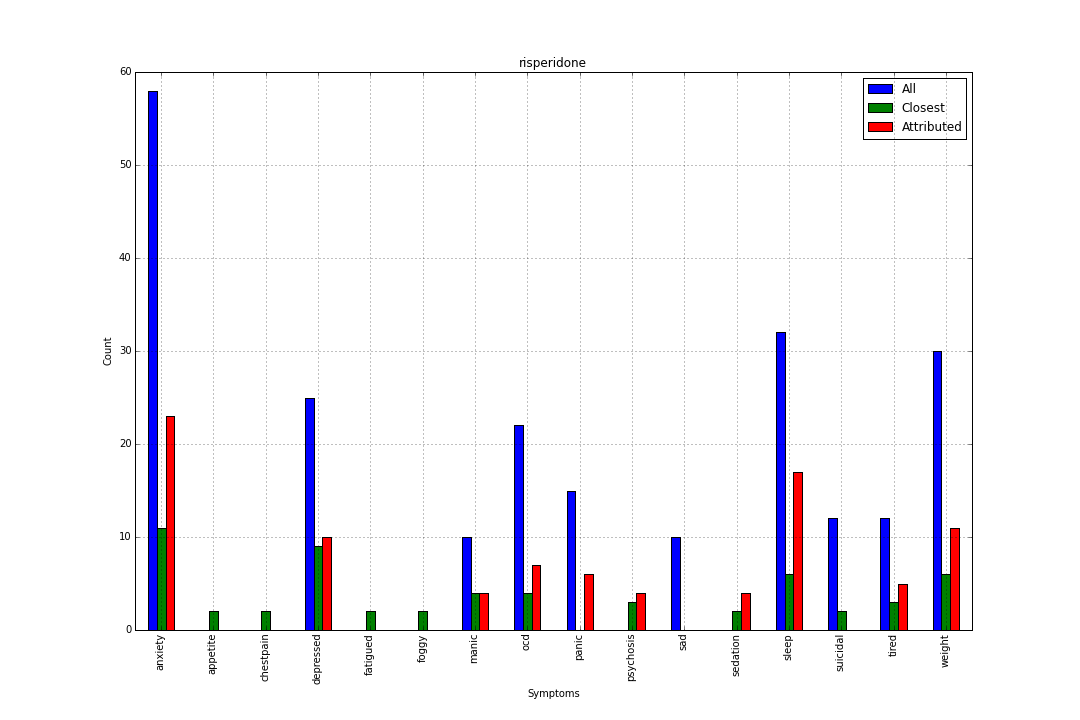 risperidone
60
50
40
30
20
10
0
Count
All
Closest
Attributed
anxiety
appetite
chestpain
depressed
fatigued
foggy
manic
ocd
panic
psychosis
sad
sedation
sleep
suicidal
tired
weight
Symptoms